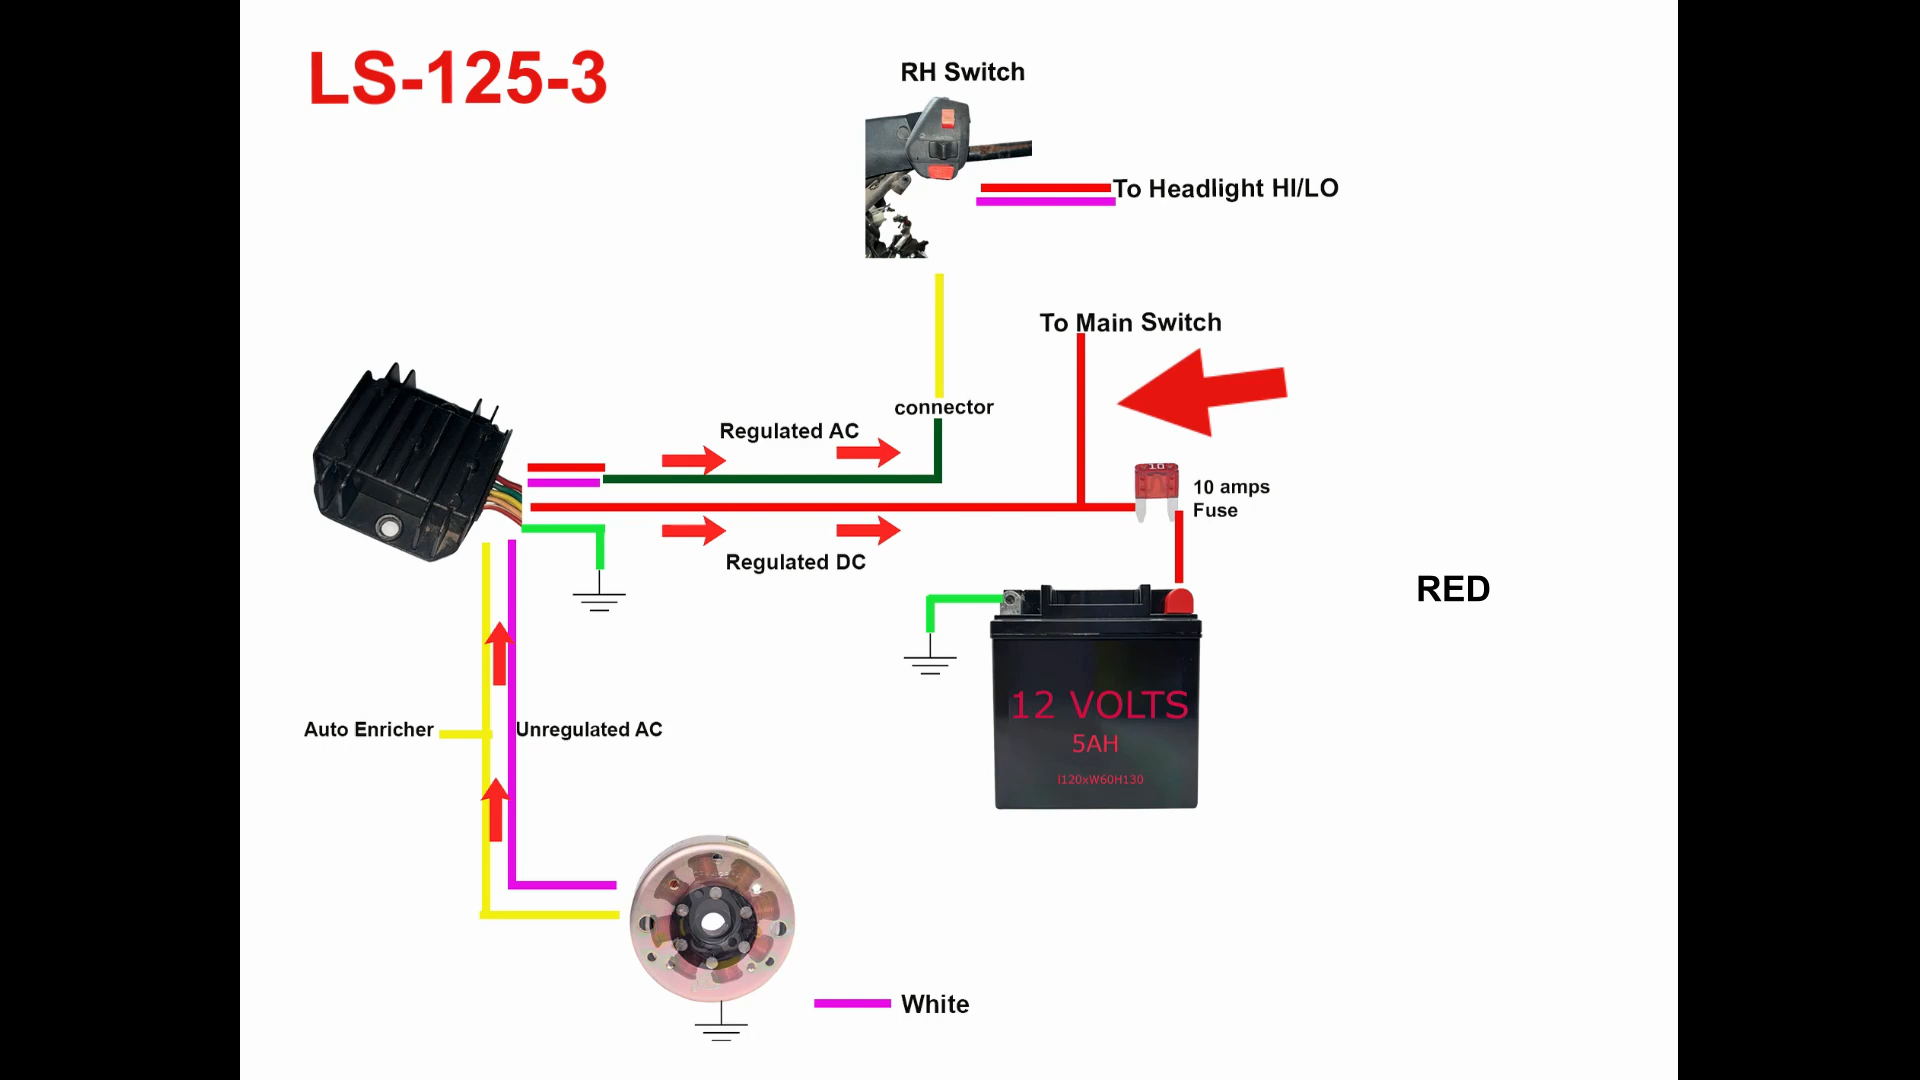 LS-125-3
RH Switch
To Headlight HI/LO
To Main Switch
connector
Regulated AC
10
10 amps
Fuse
Regulated DC
RED
12 VOLTS
5AH
l120xW60H130
Auto Enricher
Unregulated AC
White